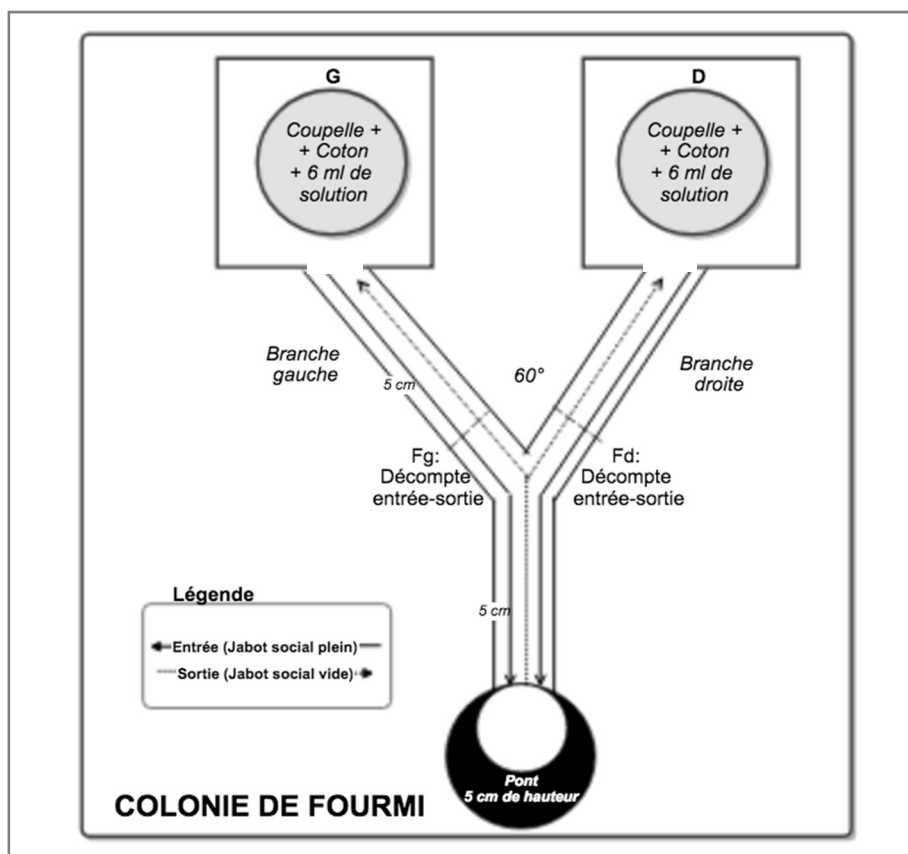 G
Coupelle +
+ Coton
+ 6 ml de
solution
D
Coupelle +
+ Coton
+ 6 ml de
solution
Branche
gauche
5 cm
60°
Branche
droite
Fg:
Décompte
entrée-sortie
Fd:
Décompte
entrée-sortie
5 cm
Légende
Entrée (Jabot social plein)
Sortie (Jabot social vide)
Pont
5 cm de hauteur
COLONIE DE FOURMI